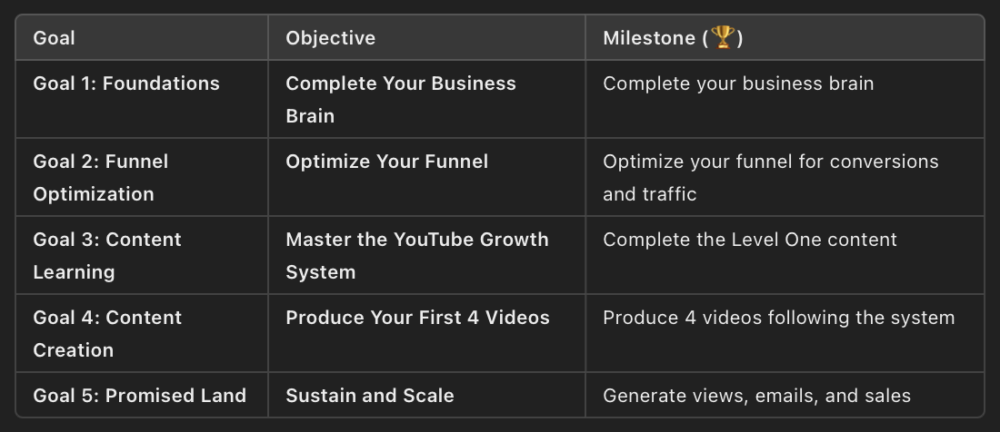 Goal
Objective
Milestone (🏆)
Goal 1: Foundations
Complete Your Business
Brain
Complete your business brain
Goal 2: Funnel
Optimization
Optimize Your Funnel
Optimize your funnel for conversions
and traffic
Goal 3: Content
Learning
Master the YouTube Growth
System
Complete the Level One content
Goal 4: Content
Creation
Produce Your First 4 Videos
Produce 4 videos following the system
Goal 5: Promised Land
Sustain and Scale
Generate views, emails, and sales